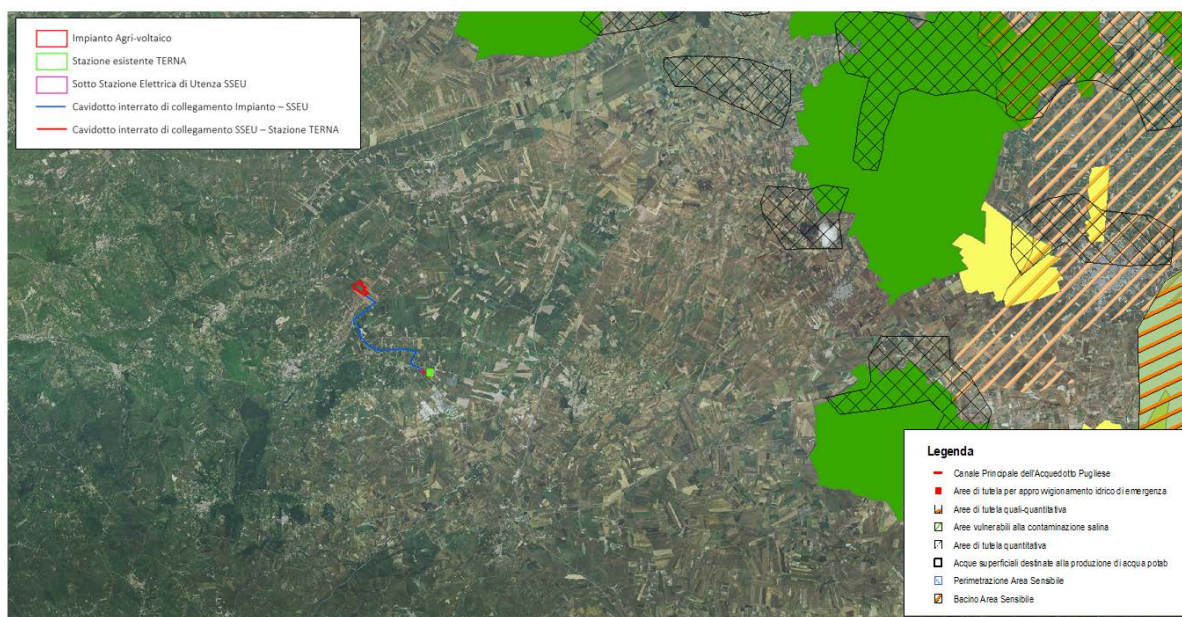 Impianto Agri-voltaico
Stazione esistente TERNA
Sotto Stazione Elettrica di Utenza SSEU
Cavidotto interrato di collegamento Impianto – SSEU
Cavidotto interrato di collegamento SSEU – Stazione TERNA
Legenda
Canale Principale dell'Acquedotto Pugliese
Aree di tutela per approvvigionamento idrico di emergenza
Aree di tutela quali-quantitativa
Aree vulnerabili alla contaminazione salina
Aree di tutela quantitativa
Acque superficiali destinate alla produzione di acqua potab
Perimetrazione Area Sensibile
Bacino Area Sensibile